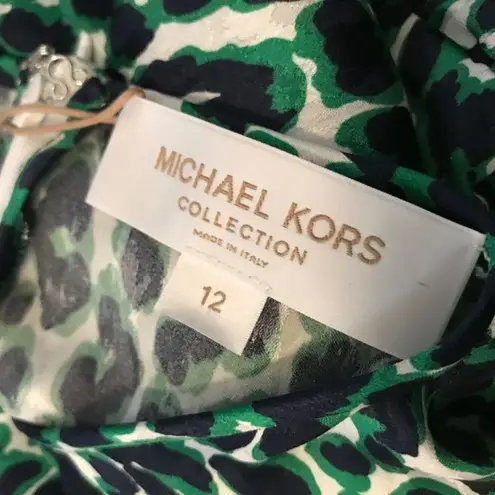 MICHAEL KORS
COLLECTION
MADE IN ITALY
12